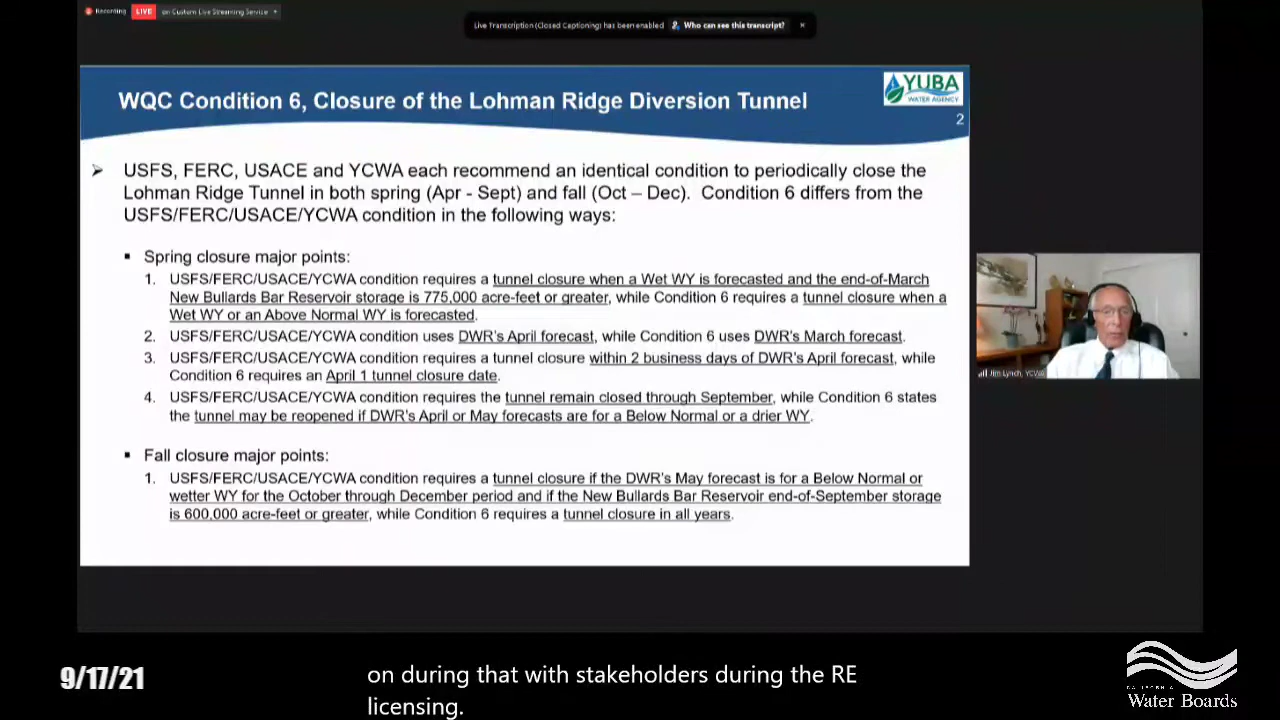 Recording LIVE on Custom Live Streaming Service
Live Transcription (Closed Captioning) has been enabled Who can see this transcript? ×
WQC Condition 6, Closure of the Lohman Ridge Diversion Tunnel
YUBA
WATER AGENCY
2
➢ USFS, FERC, USACE and YCWA each recommend an identical condition to periodically close the
Lohman Ridge Tunnel in both spring (Apr - Sept) and fall (Oct – Dec). Condition 6 differs from the
USFS/FERC/USACE/YCWA condition in the following ways:
▪ Spring closure major points:
1. USFS/FERC/USACE/YCWA condition requires a tunnel closure when a Wet WY is forecasted and the end-of-March
New Bullards Bar Reservoir storage is 775,000 acre-feet or greater, while Condition 6 requires a tunnel closure when a
Wet WY or an Above Normal WY is forecasted.
2. USFS/FERC/USACE/YCWA condition uses DWR's April forecast, while Condition 6 uses DWR's March forecast.
3. USFS/FERC/USACE/YCWA condition requires a tunnel closure within 2 business days of DWR's April forecast, while
Condition 6 requires an April 1 tunnel closure date.
4. USFS/FERC/USACE/YCWA condition requires the tunnel remain closed through September, while Condition 6 states
the tunnel may be reopened if DWR's April or May forecasts are for a Below Normal or a drier WY.
▪ Fall closure major points:
1. USFS/FERC/USACE/YCWA condition requires a tunnel closure if the DWR's May forecast is for a Below Normal or
wetter WY for the October through December period and if the New Bullards Bar Reservoir end-of-September storage
is 600,000 acre-feet or greater, while Condition 6 requires a tunnel closure in all years.
Jim Lynch, YCWA
9/17/21
on during that with stakeholders during the RE
licensing.
CALIFORNIA
Water Boards